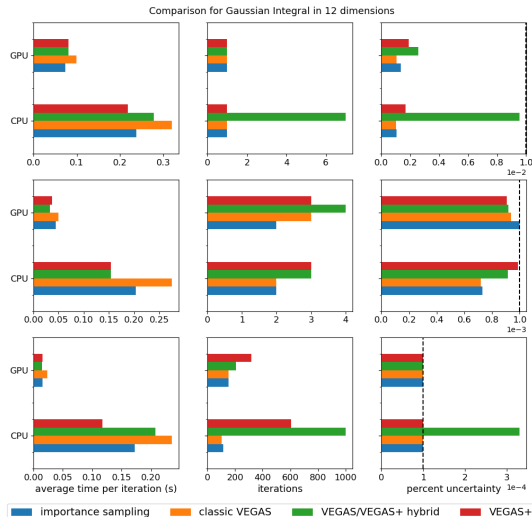 Comparison for Gaussian Integral in 12 dimensions
GPU
CPU
0.0 0.1 0.2 0.3
0 2 4 6
0.0 0.2 0.4 0.6 0.8 1.0
1e-2
GPU
CPU
0.00 0.05 0.10 0.15 0.20 0.25
0 1 2 3 4
0.0 0.2 0.4 0.6 0.8 1.0
1e-3
GPU
CPU
0.00 0.05 0.10 0.15 0.20
0 200 400 600 800 1000
0 1 2 3
1e-4
average time per iteration (s)
iterations
percent uncertainty
importance sampling classic VEGAS VEGAS/VEGAS+ hybrid VEGAS+